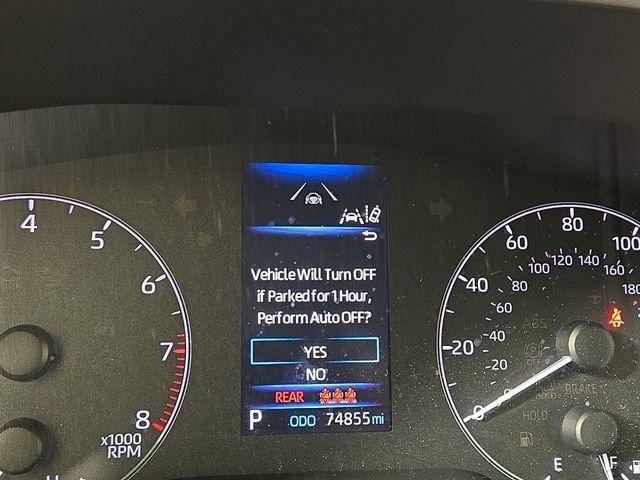 Vehicle Will Turn OFF
if Parked for 1 Hour,
Perform Auto OFF?
YES
NO
REAR
P ODO 74855 mi
4
5
6
7
8
x1000
RPM
0
20
40
60
80
100
-20
-40
80
100
120
140
160
180
ABS
BRAKE
HOLD
E
F